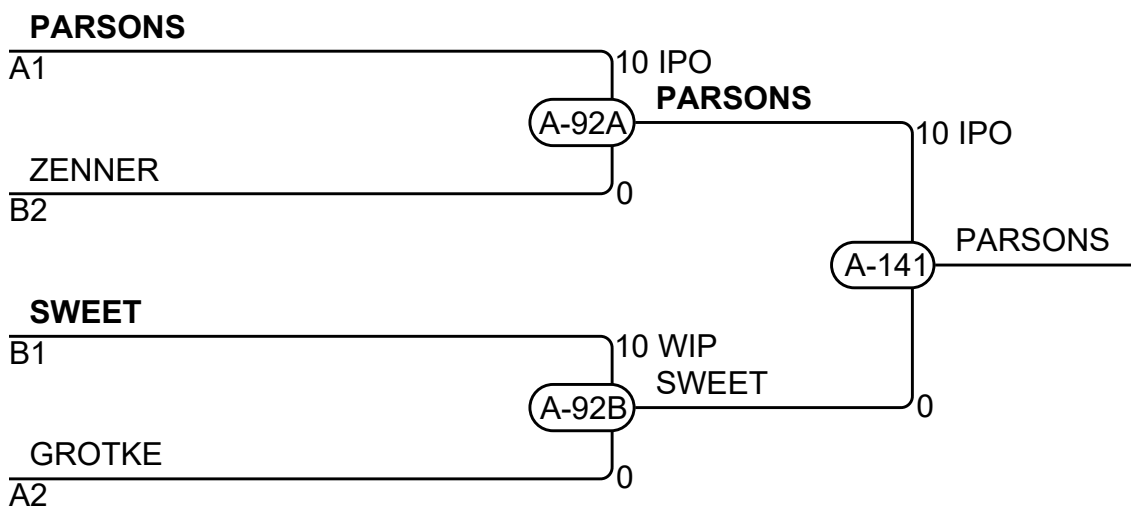 PARSONS
A1
10 IPO
PARSONS
A-92A
10 IPO
ZENNER
B2
0
PARSONS
A-141
SWEET
B1
10 WIP
SWEET
A-92B
0
GROTKE
A2
0